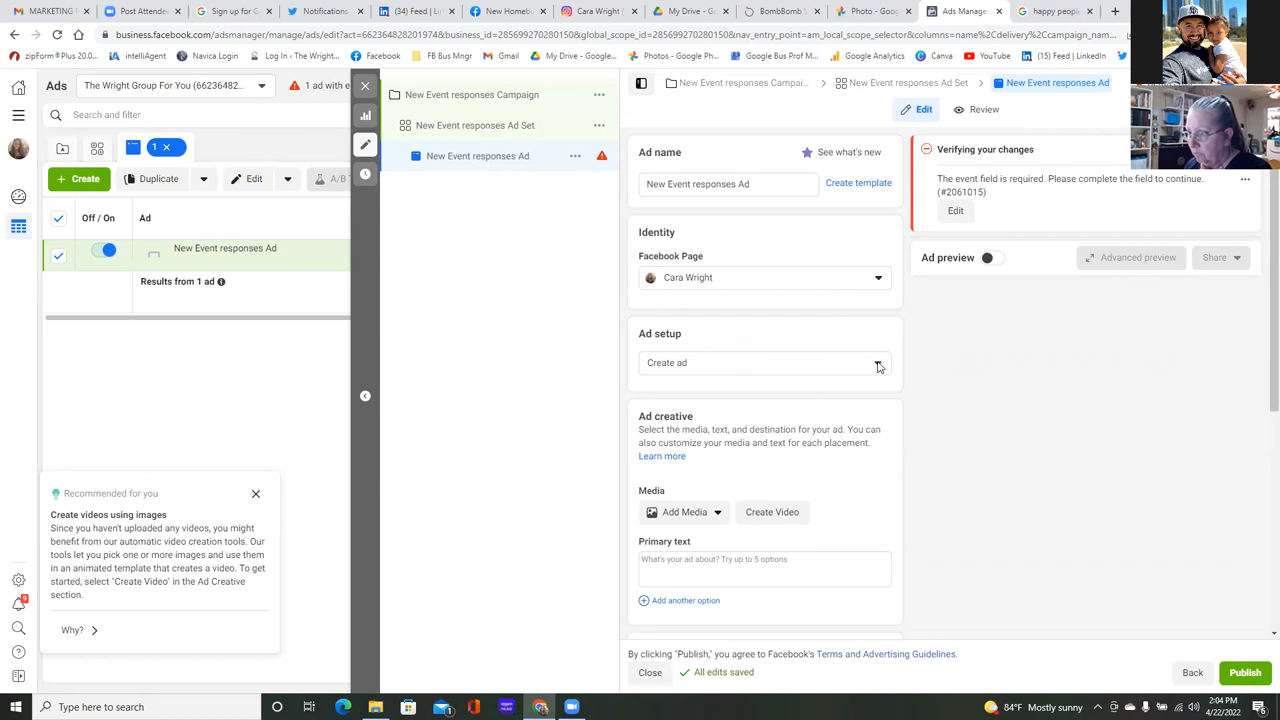 MARKETING
(1) Twitter
Sign up for G
Notifications
LinkedIn (34) Feed | Li
New Homebu
Cara Wright (
My Drive - G
BombBomb
Photo - Goo
Ads Manage
happy people
business.facebook.com/adsmanager/manage/ads/edit?act=662364828201974&business_id=285699270280150&global_scope_id=285699270280150&nav_entry_point=am_local_scope_selector&columns=name%2Cdelivery%2Ccampaign_nam...
zipForm®Plus 20.0...
intelliAgent
Navica Login
Facebook
FB Bus Mgr
Gmail
My Drive - Google...
Google Bus Prof M...
Canva
YouTube
(15) Feed | LinkedIn
Ads
The Wright Group For You (66236482...
1 ad with e
Search and filter
1 ×
+ Create
Duplicate
Edit
A/B T
Off / On
Ad
New Event responses Ad
Results from 1 ad
Recommended for you
Create videos using images
Since you haven't uploaded any videos, you might
benefit from our automatic video creation tools. Our
tools let you pick one or more images and use them
in an animated template that creates a video. To get
started, select "Create Video" in the Ad Creative
section.
Why?
New Event responses Campaign
New Event responses Ad Set
New Event responses Ad
New Event responses Campai...
New Event responses Ad Set
New Event responses Ad
Edit
Review
Ad name
See what's new
New Event responses Ad
Create template
Identity
Facebook Page
Cara Wright
Ad setup
Create ad
Ad creative
Select the media, text, and destination for your ad. You can
also customize your media and text for each placement.
Learn more
Media
Add Media
Create Video
Primary text
What's your ad about? Try up to 5 options
Add another option
Verifying your changes
The event field is required. Please complete the field to continue.
(#2061015)
Edit
Ad preview
Advanced preview
Share
By clicking "Publish," you agree to Facebook's Terms and Advertising Guidelines.
Close
All edits saved
Back
Publish
Type here to search
84°F Mostly sunny
2:04 PM
4/22/2022